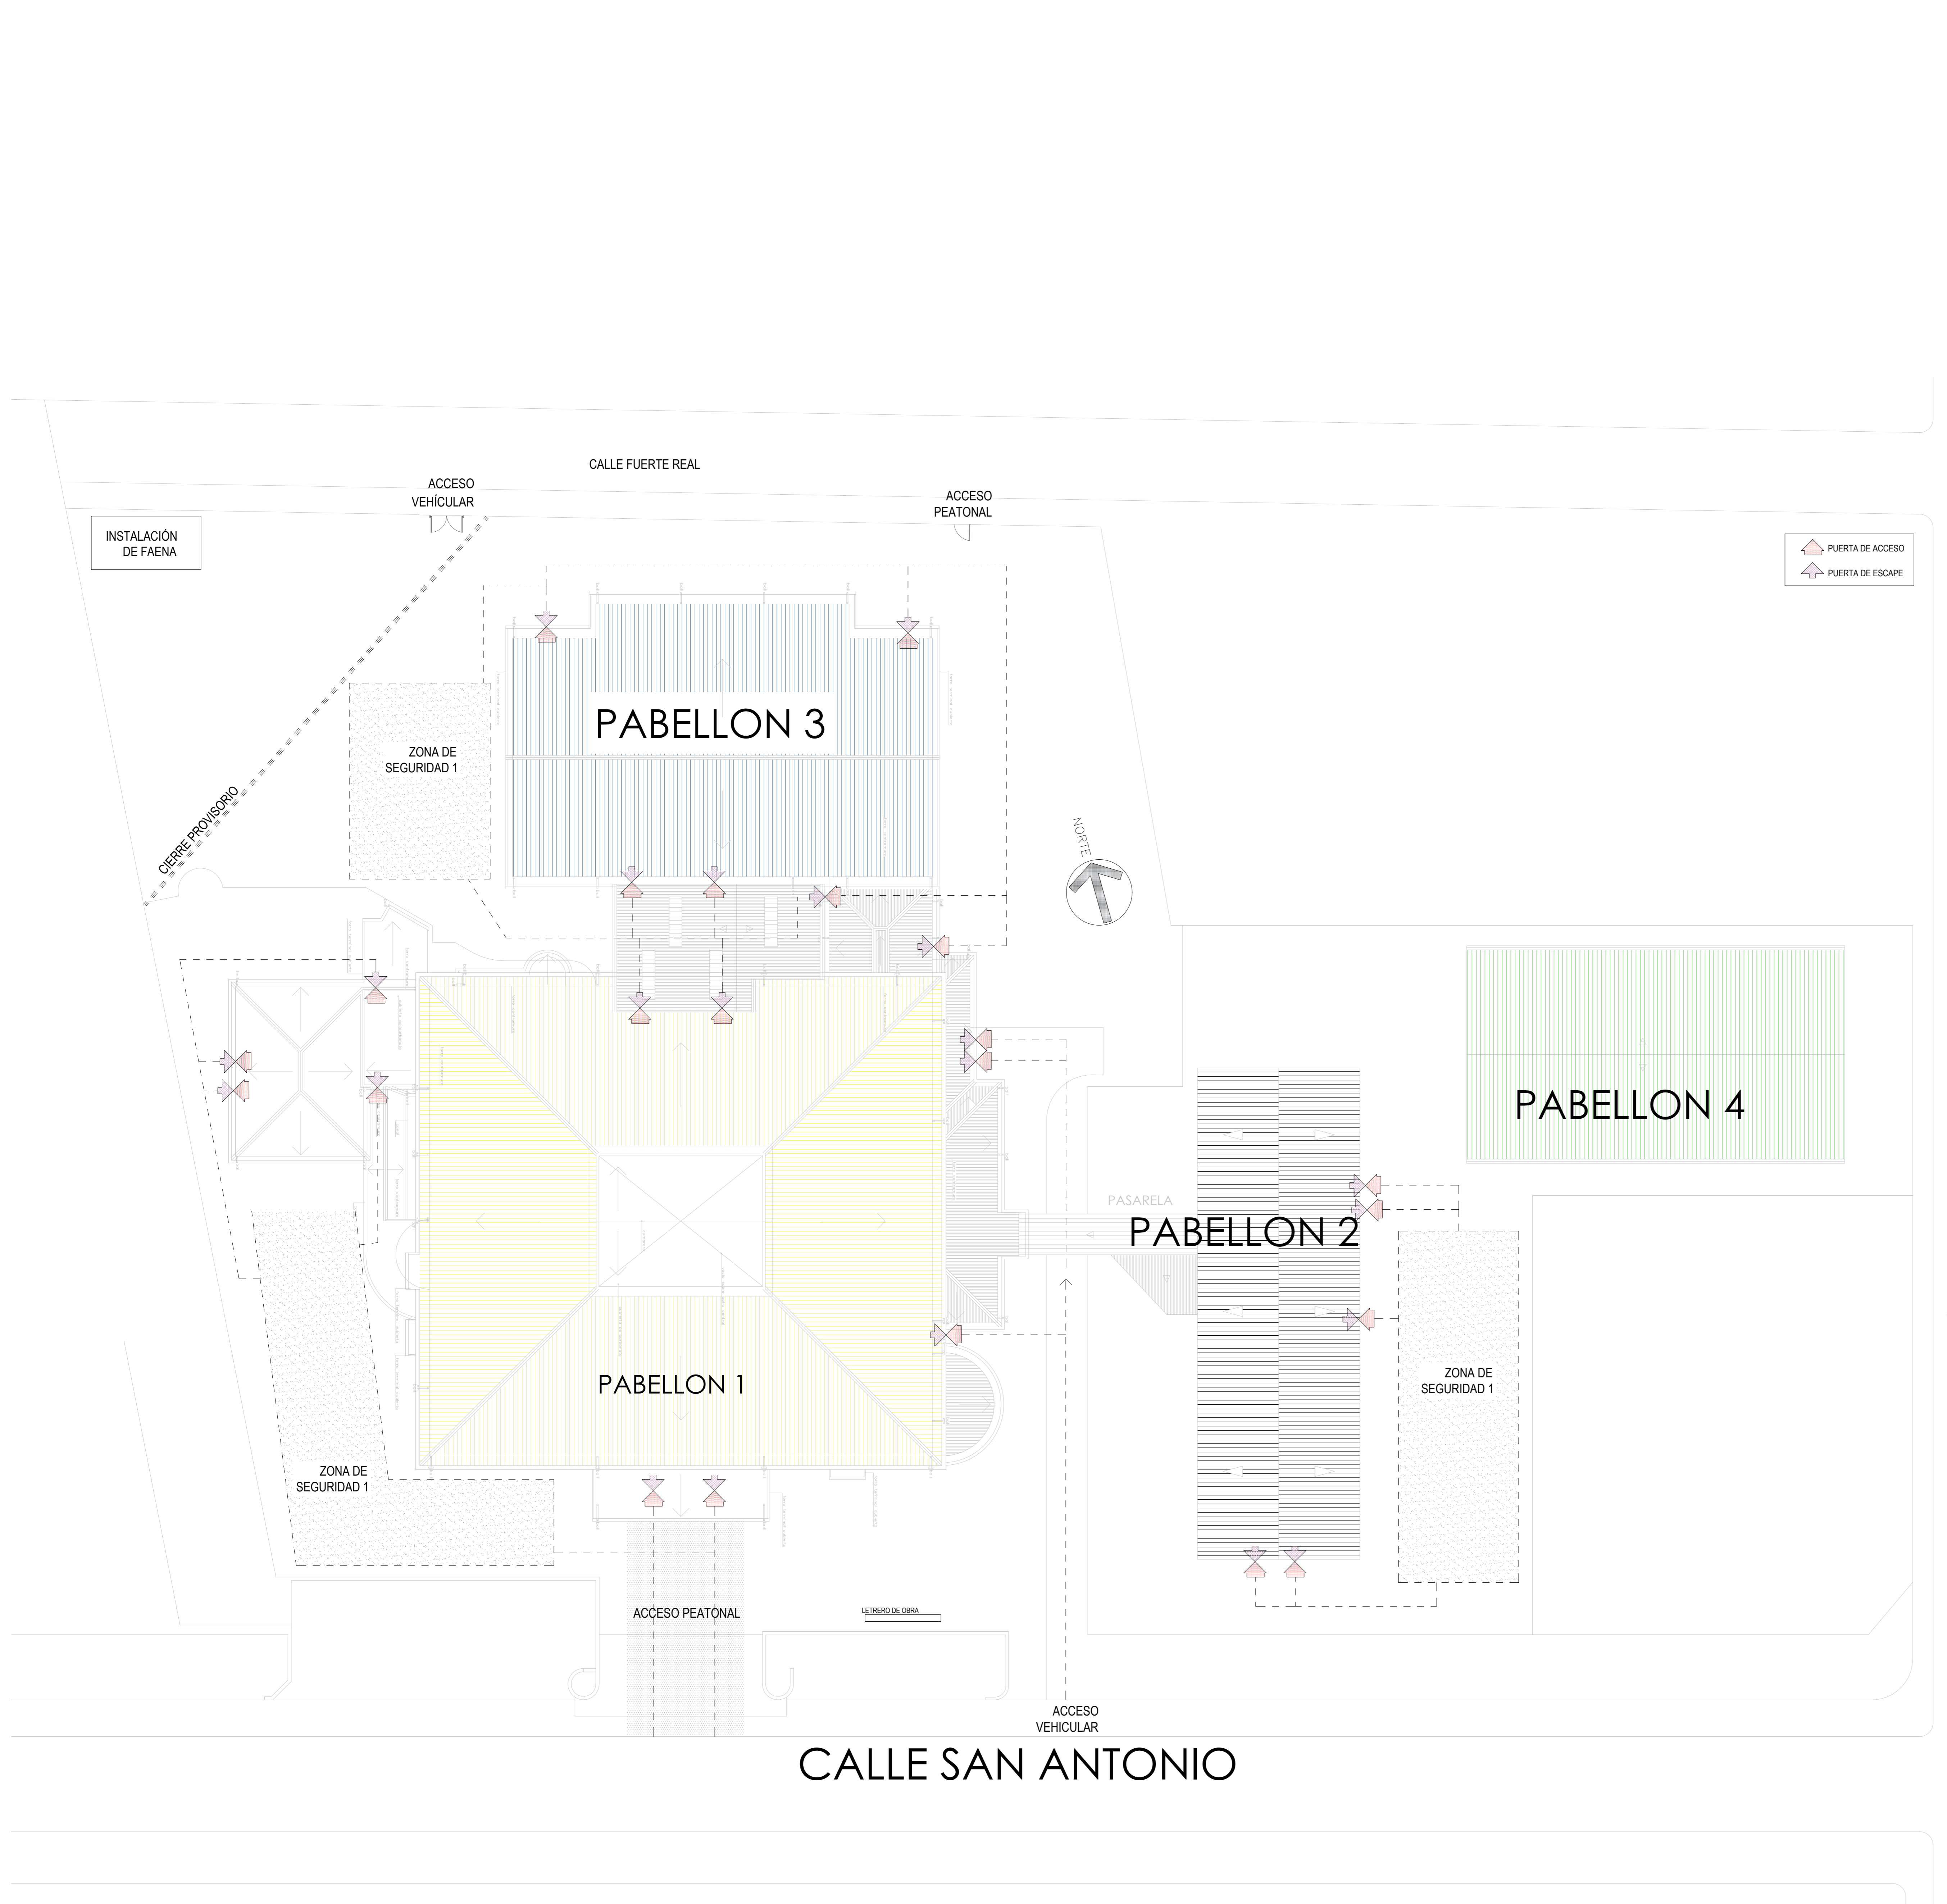 CALLE FUERTE REAL
ACCESO
VEHÍCULAR
ACCESO
PEATONAL
INSTALACIÓN
DE FAENA
PUERTA DE ACCESO
PUERTA DE ESCAPE
PABELLON 3
ZONA DE
SEGURIDAD 1
CIERRE PROVISORIO
NORTE
PABELLON 4
PASARELA
PABELLON 2
PABELLON 1
ZONA DE
SEGURIDAD 1
ZONA DE
SEGURIDAD 1
ACCESO PEATONAL
LETRERO DE OBRA
ACCESO
VEHICULAR
CALLE SAN ANTONIO